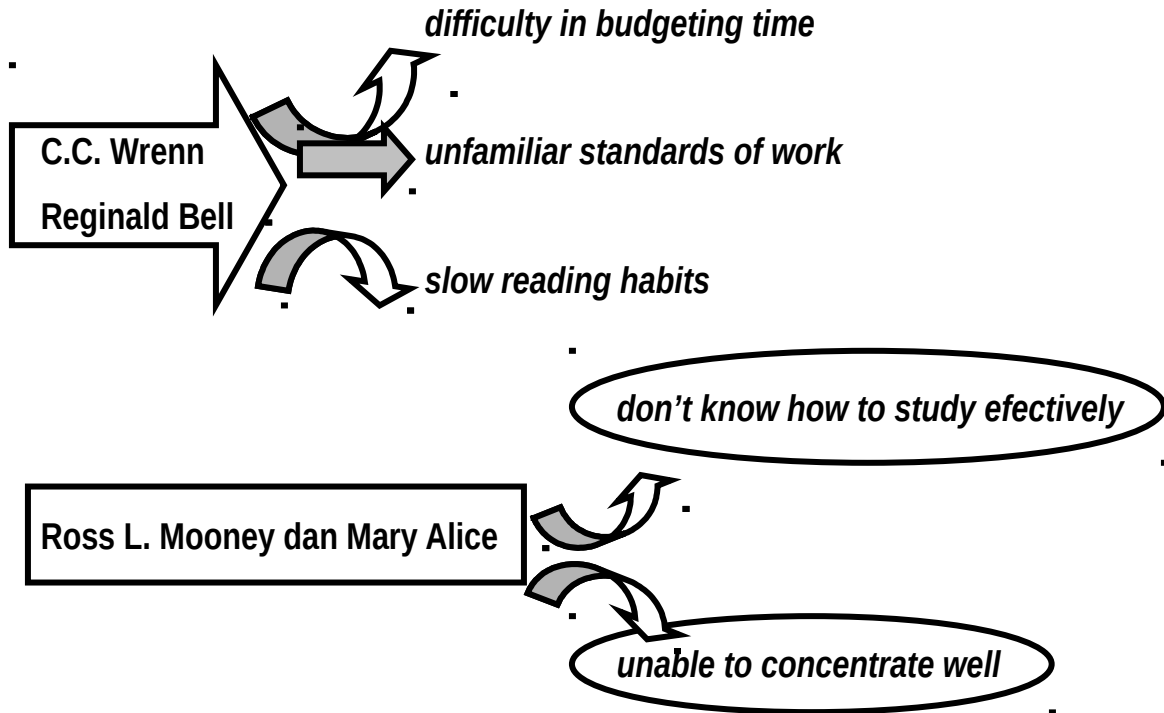 difficulty in budgeting time
C.C. Wrenn
unfamiliar standards of work
Reginald Bell
slow reading habits
don’t know how to study efectively
Ross L. Mooney dan Mary Alice
unable to concentrate well